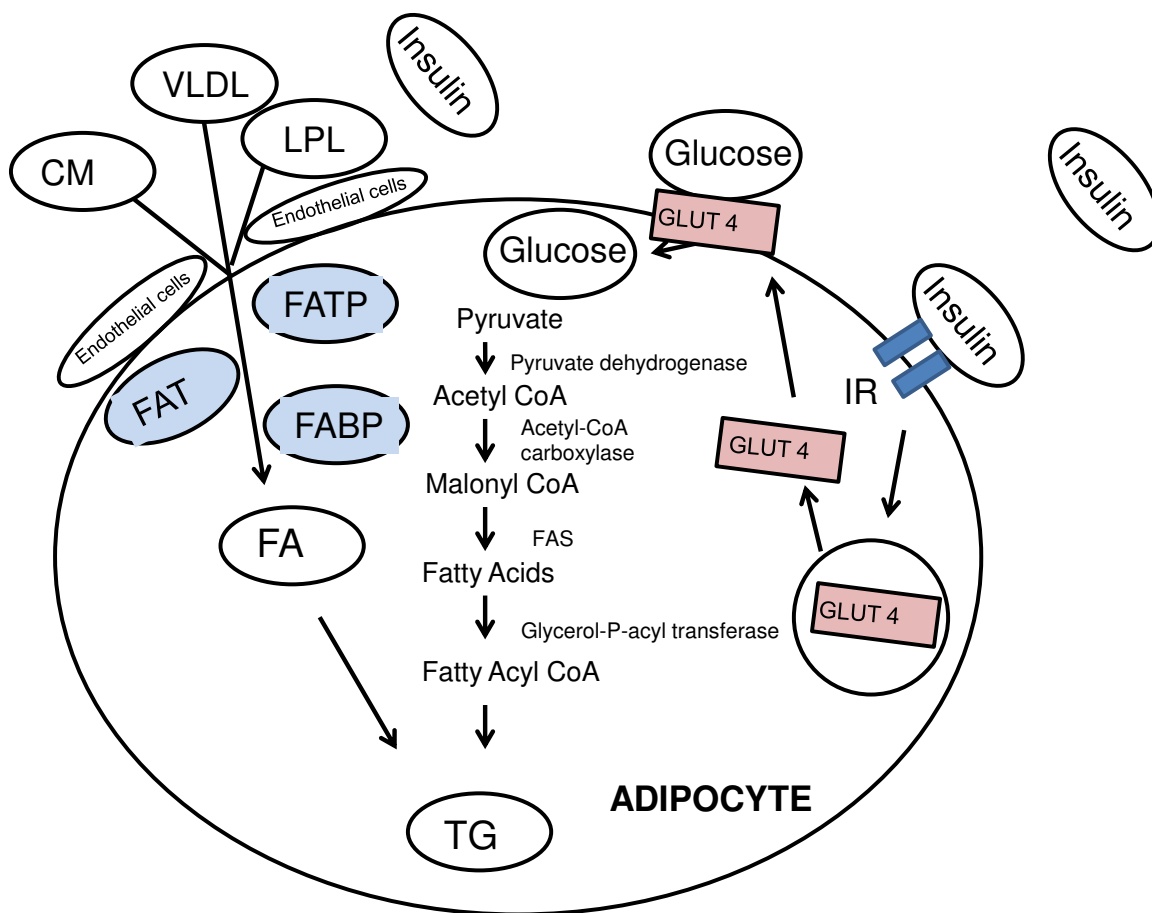 VLDL
Insulin
LPL
CM
Glucose
Insulin
Endothelial cells
GLUT 4
Glucose
Endothelial cells
FATP
Insulin
Pyruvate
Pyruvate dehydrogenase
FAT
Acetyl CoA
IR
FABP
Acetyl-CoA
carboxylase
GLUT 4
Malonyl CoA
FA
FAS
Fatty Acids
GLUT 4
Glycerol-P-acyl transferase
Fatty Acyl CoA
ADIPOCYTE
TG